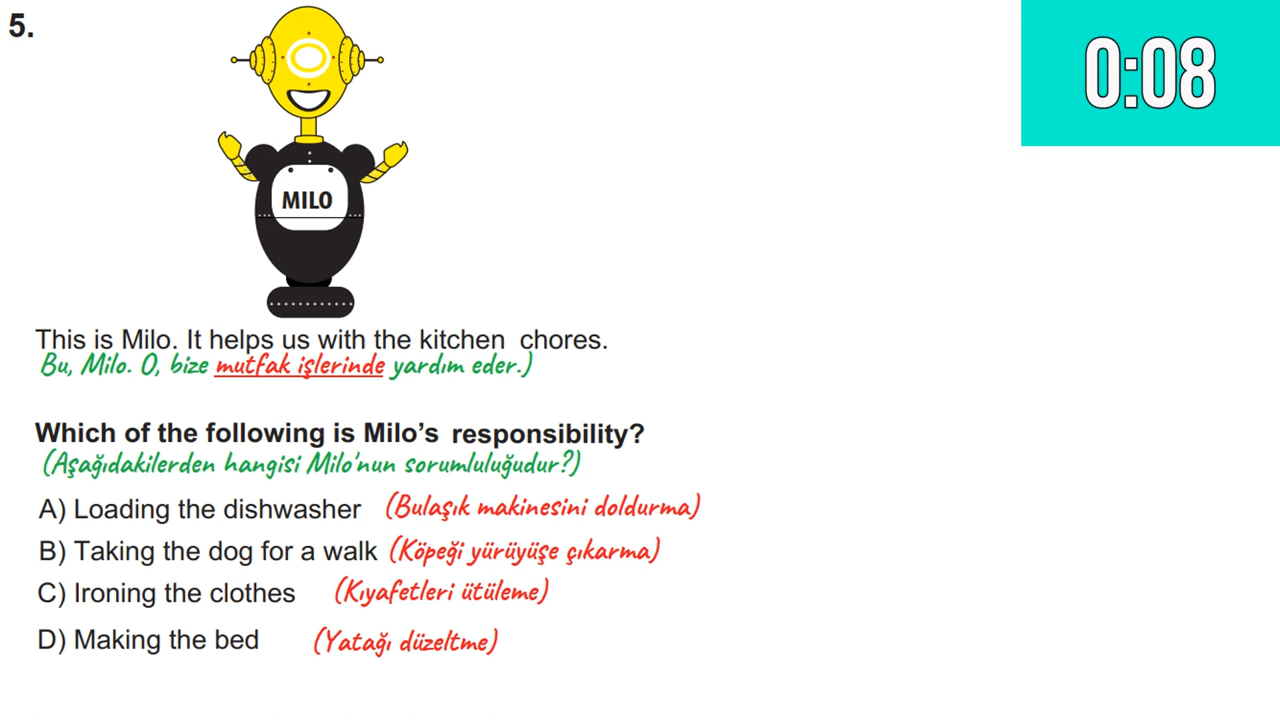 5.
0:08
MILO
This is Milo. It helps us with the kitchen chores.
Bu, Milo. O, bize mutfak işlerinde yardım eder.)
Which of the following is Milo's responsibility?
(Aşağıdakilerden hangisi Milo'nun sorumluluğudur?)
A) Loading the dishwasher (Bulaşık makinesini doldurma)
B) Taking the dog for a walk (Köpeği yürüyüşe çıkarma)
C) Ironing the clothes (Kıyafetleri ütüleme)
D) Making the bed (Yatağı düzeltme)